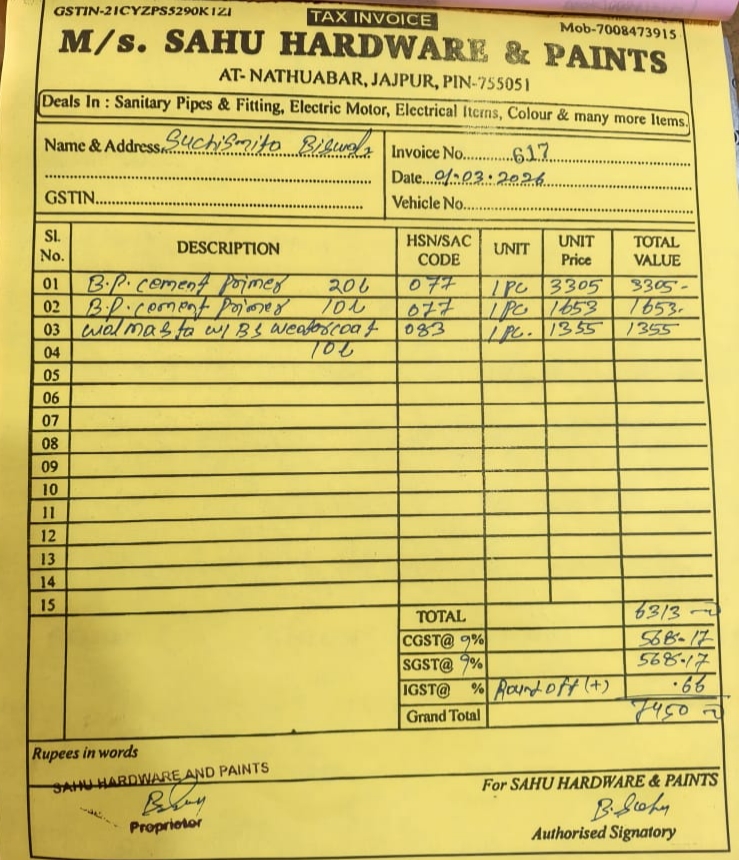 GSTIN-21CYZPS5290K1ZI
TAX INVOICE
Mob-7008473915
M/s. SAHU HARDWARE & PAINTS
AT- NATHUABAR, JAJPUR, PIN-755051
Deals In : Sanitary Pipes & Fitting, Electric Motor, Electrical Items, Colour & many more Items.
Name & Address. Suchismita Biswal
Invoice No. 617
Date. 01.03.2026
GSTIN
Vehicle No.
Sl. No. DESCRIPTION HSN/SAC CODE UNIT UNIT Price TOTAL VALUE
01 B.P. cement primer 20L 077 1PC 3305 3305-
02 B.P. cement primer 10L 077 1PC 1653 1653.
03 walmasta w/ BS weatercoat 083 1PC. 1355 1355
04 10L
05
06
07
08
09
10
11
12
13
14
15
TOTAL 6313
CGST@ 9% 568-17
SGST@ 9% 568.17
IGST@ % Round off (+) .66
Grand Total 7450
Rupees in words
SAHU HARDWARE AND PAINTS
For SAHU HARDWARE & PAINTS
B. Sahu
Proprietor
Authorised Signatory